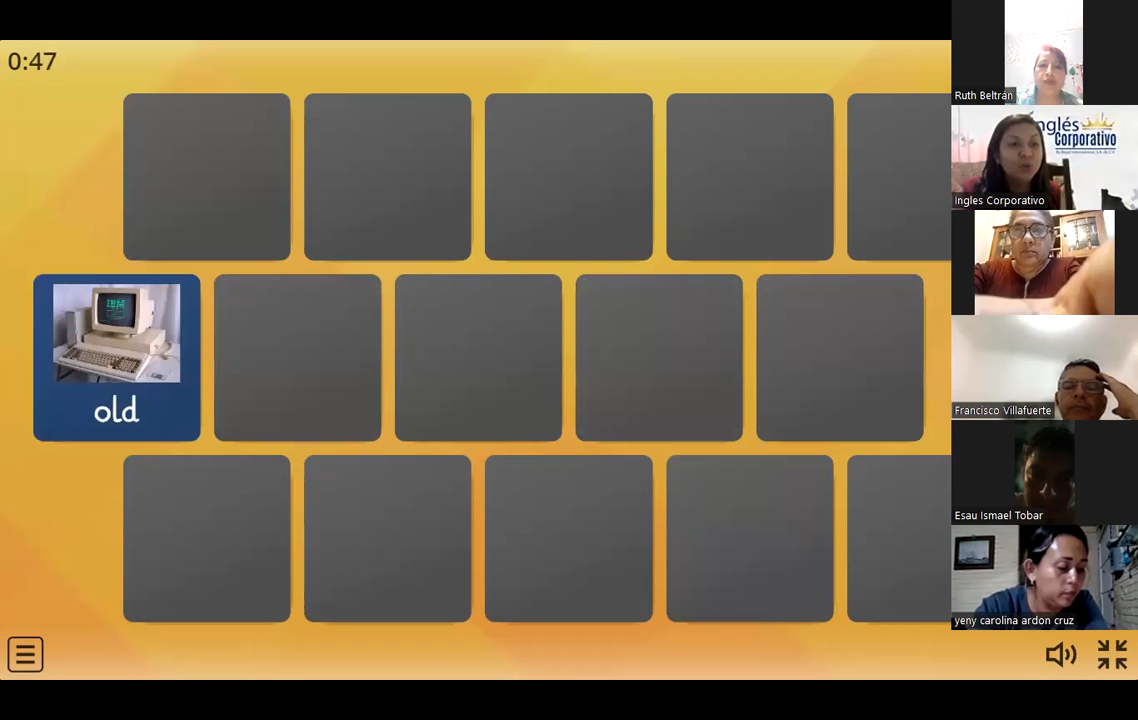 0:47
IBM
old
Ruth Beltrán
Inglés
Corporativo
Ingles Corporativo
Francisco Villafuerte
Esau Ismael Tobar
yeny carolina ardon cruz